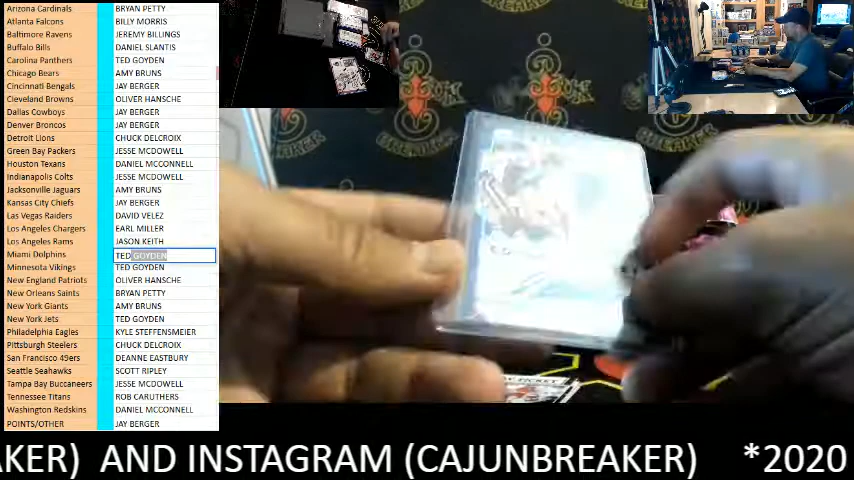 Arizona Cardinals BRYAN PETTY
Atlanta Falcons BILLY MORRIS
Baltimore Ravens JEREMY BILLINGS
Buffalo Bills DANIEL SLANTIS
Carolina Panthers TED GOYDEN
Chicago Bears AMY BRUNS
Cincinnati Bengals JAY BERGER
Cleveland Browns OLIVER HANSCHE
Dallas Cowboys JAY BERGER
Denver Broncos JAY BERGER
Detroit Lions CHUCK DELCROIX
Green Bay Packers JESSE MCDOWELL
Houston Texans DANIEL MCCONNELL
Indianapolis Colts JESSE MCDOWELL
Jacksonville Jaguars AMY BRUNS
Kansas City Chiefs JAY BERGER
Las Vegas Raiders DAVID VELEZ
Los Angeles Chargers EARL MILLER
Los Angeles Rams JASON KEITH
Miami Dolphins TED GOYDEN
Minnesota Vikings TED GOYDEN
New England Patriots OLIVER HANSCHE
New Orleans Saints BRYAN PETTY
New York Giants AMY BRUNS
New York Jets TED GOYDEN
Philadelphia Eagles KYLE STEFFENSMEIER
Pittsburgh Steelers CHUCK DELCROIX
San Francisco 49ers DEANNE EASTBURY
Seattle Seahawks SCOTT RIPLEY
Tampa Bay Buccaneers JESSE MCDOWELL
Tennessee Titans ROB CARUTHERS
Washington Redskins DANIEL MCCONNELL
POINTS/OTHER JAY BERGER
BREAKER
TICKET
AKER) AND INSTAGRAM (CAJUNBREAKER) *2020